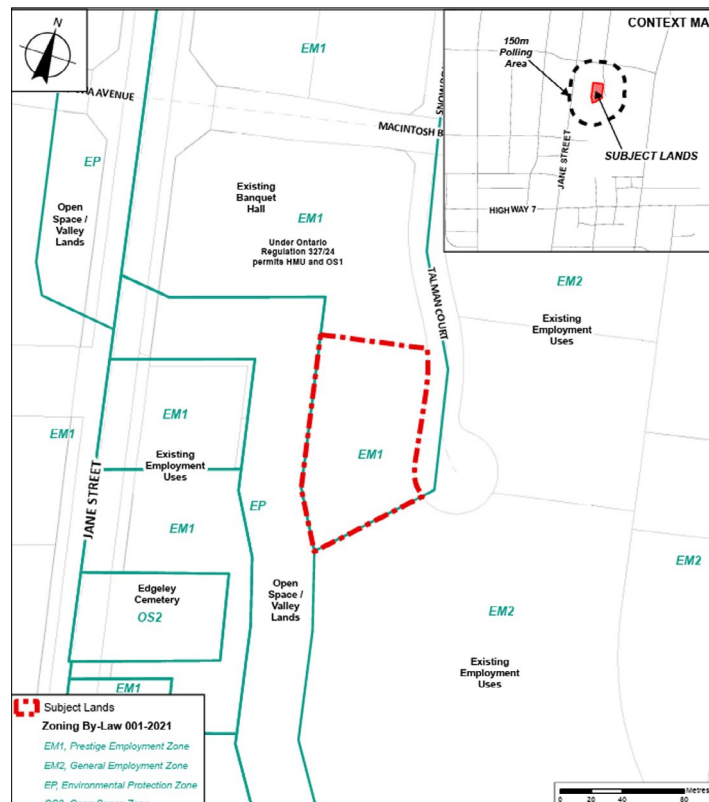 N
EM1
CONTEXT MA
150m
Polling
Area
SUBJECT LANDS
JANE STREET
HIGHWAY 7
AVENUE
MACINTOSH B
EP
Open
Space /
Valley
Lands
Existing
Banquet
Hall
EM1
Under Ontario
Regulation 327/24
permits HMU and OS1
TALMAN COURT
EM2
Existing
Employment
Uses
EM1
EM1
Existing
Employment
Uses
JANE STREET
EM1
EM1
EP
EM2
Edgeley
Cemetery
OS2
Open
Space /
Valley
Lands
EM2
Existing
Employment
Uses
EM1
Subject Lands
Zoning By-Law 001-2021
EM1, Prestige Employment Zone
EM2, General Employment Zone
EP, Environmental Protection Zone
OS2, Open Space Zone
0 20 40 80
Metres